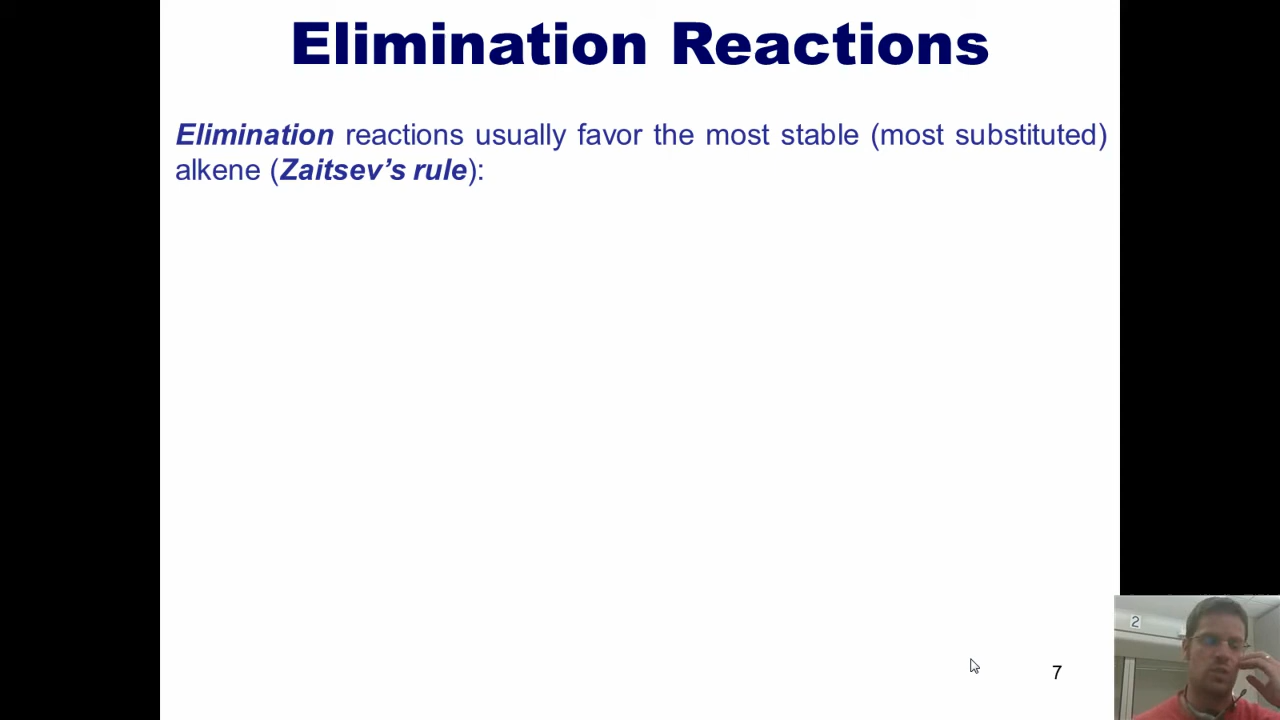 Elimination Reactions
Elimination reactions usually favor the most stable (most substituted)
alkene (Zaitsev’s rule):
2
7